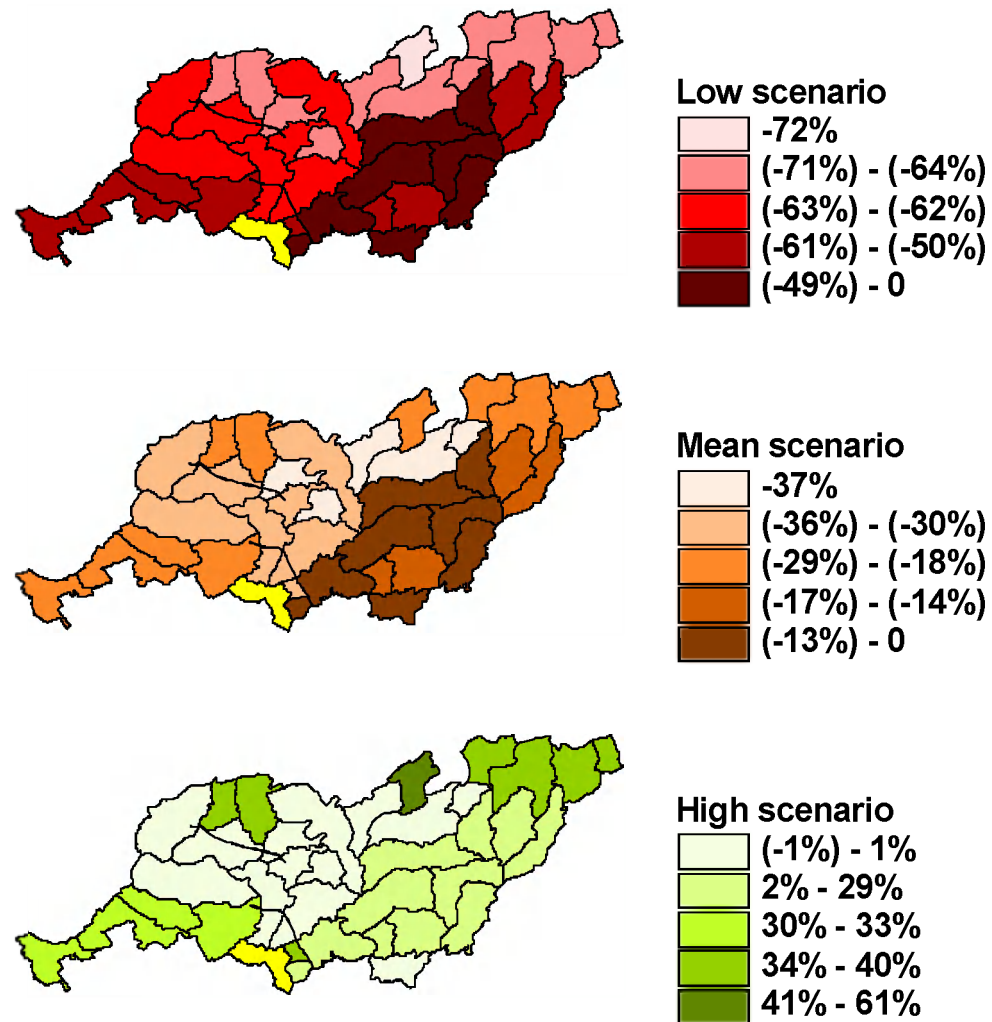 Low scenario
-72%
(-71%) - (-64%)
(-63%) - (-62%)
(-61%) - (-50%)
(-49%) - 0
Mean scenario
-37%
(-36%) - (-30%)
(-29%) - (-18%)
(-17%) - (-14%)
(-13%) - 0
High scenario
(-1%) - 1%
2% - 29%
30% - 33%
34% - 40%
41% - 61%